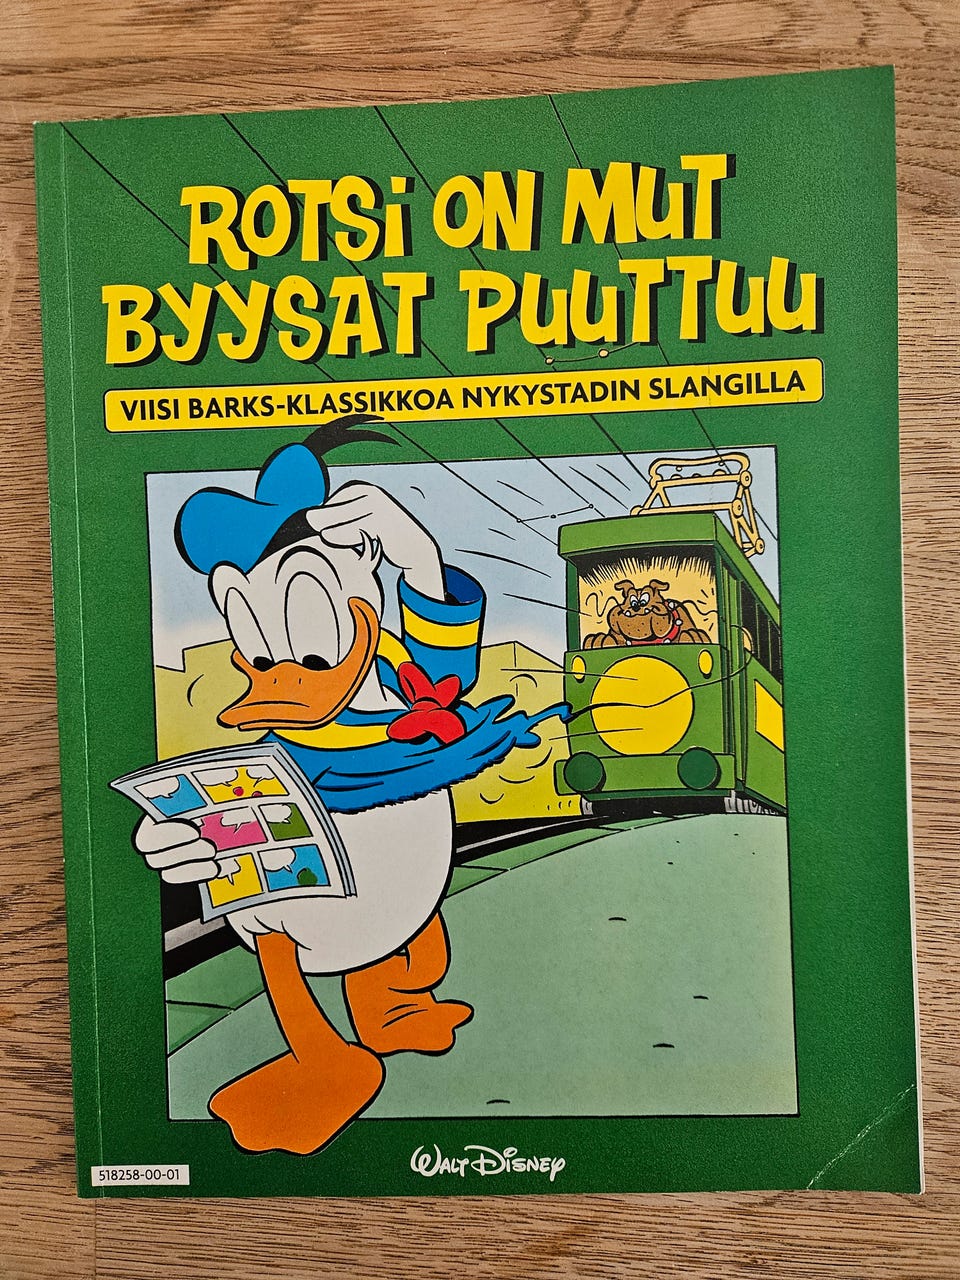 ROTSi ON MUT
BYYSAT PUUTTUU
VIISI BARKS-KLASSIKKOA NYKYSTADIN SLANGILLA
518258-00-01
WALT DISNEY